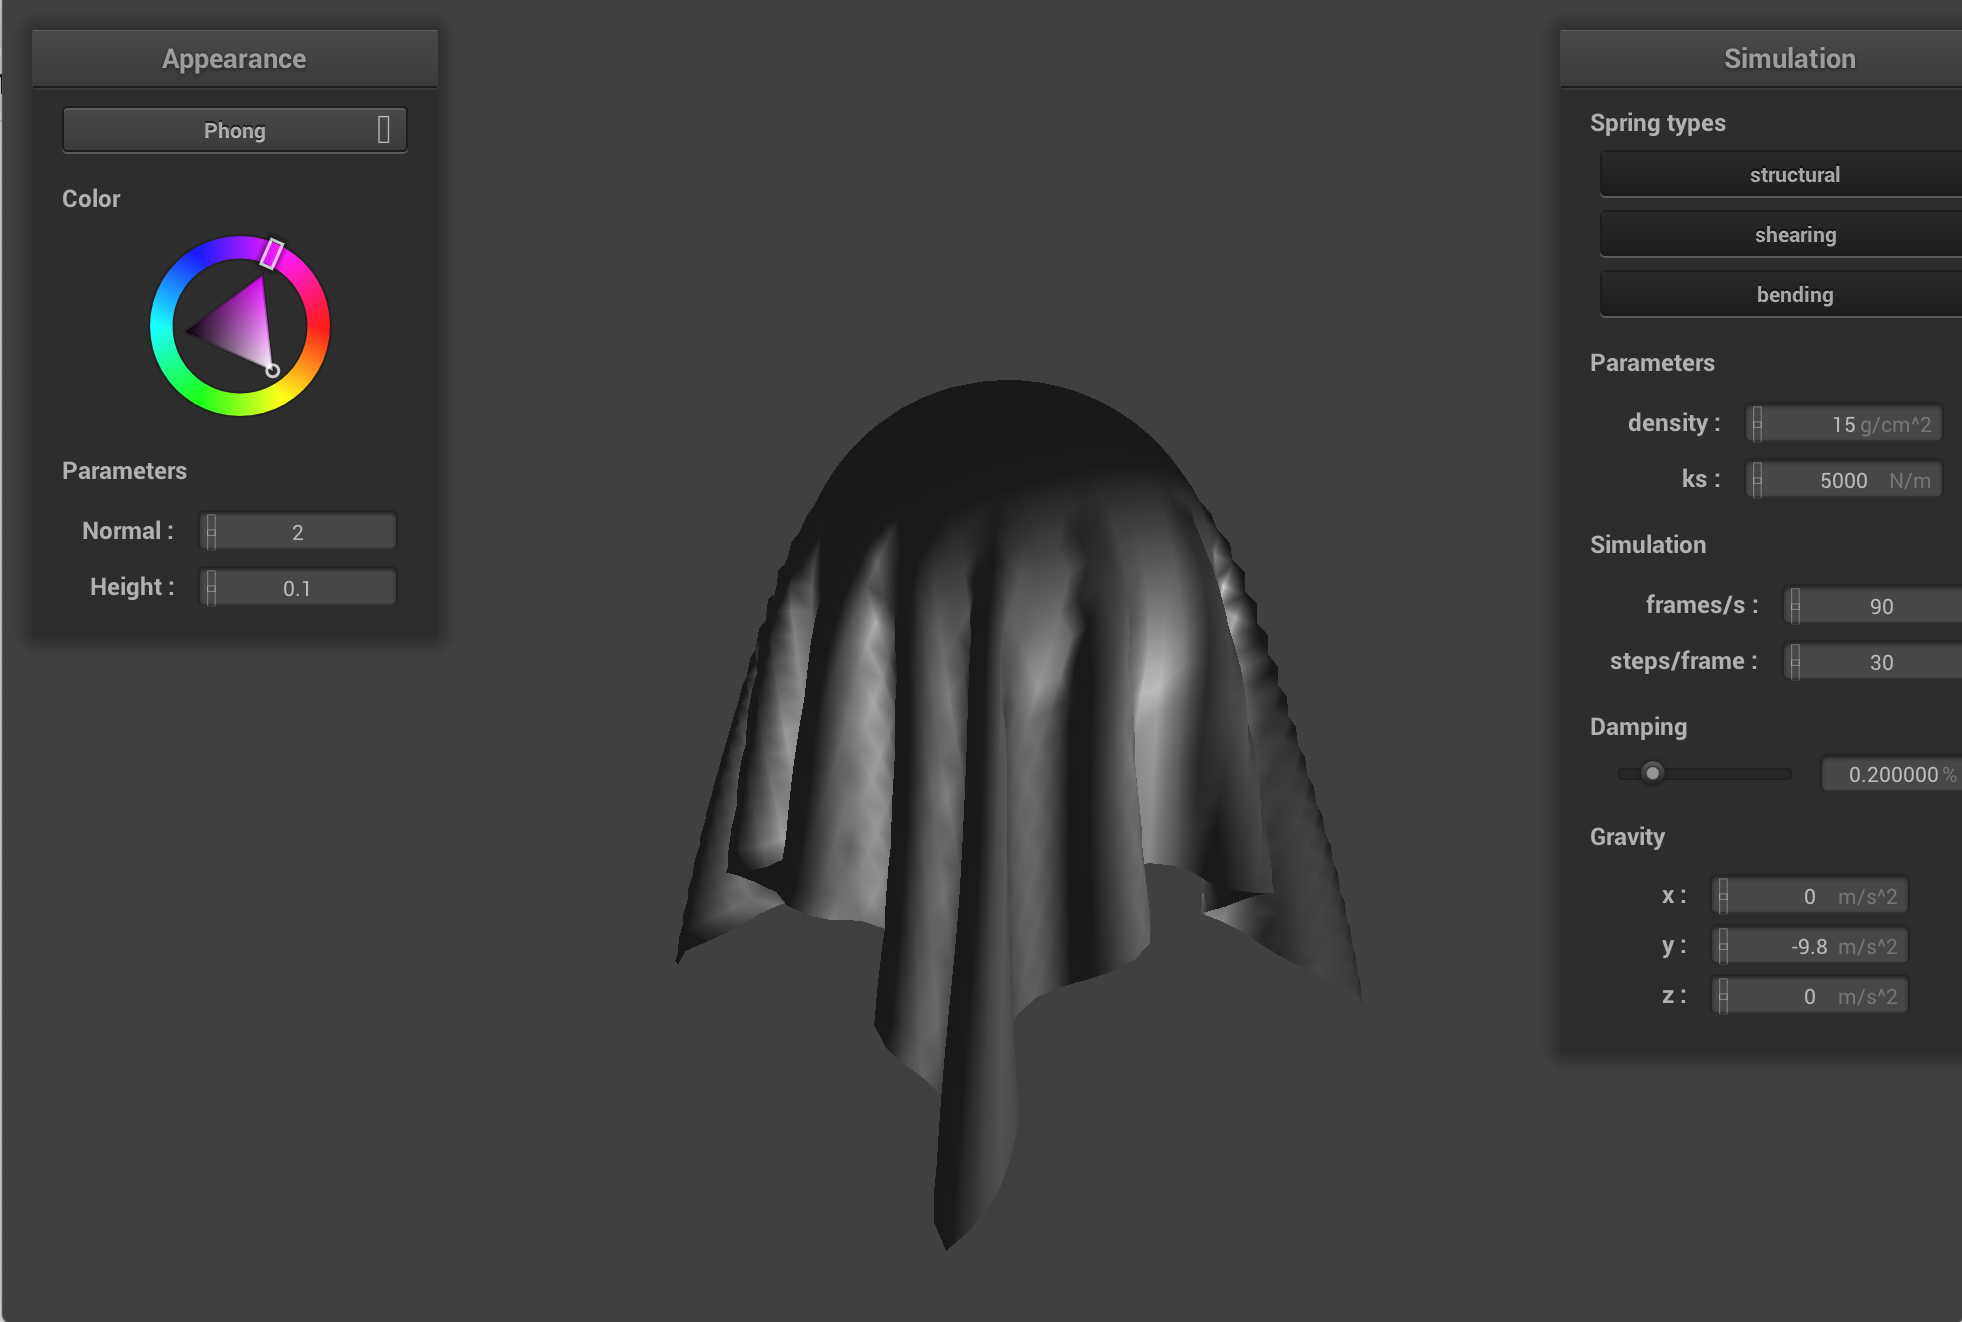 Appearance
Phong
Color
Parameters
Normal :
2
Height :
0.1
Simulation
Spring types
structural
shearing
bending
Parameters
density :
15 g/cm^2
ks :
5000 N/m
Simulation
frames/s :
90
steps/frame :
30
Damping
0.200000 %
Gravity
x :
0 m/s^2
y :
-9.8 m/s^2
z :
0 m/s^2